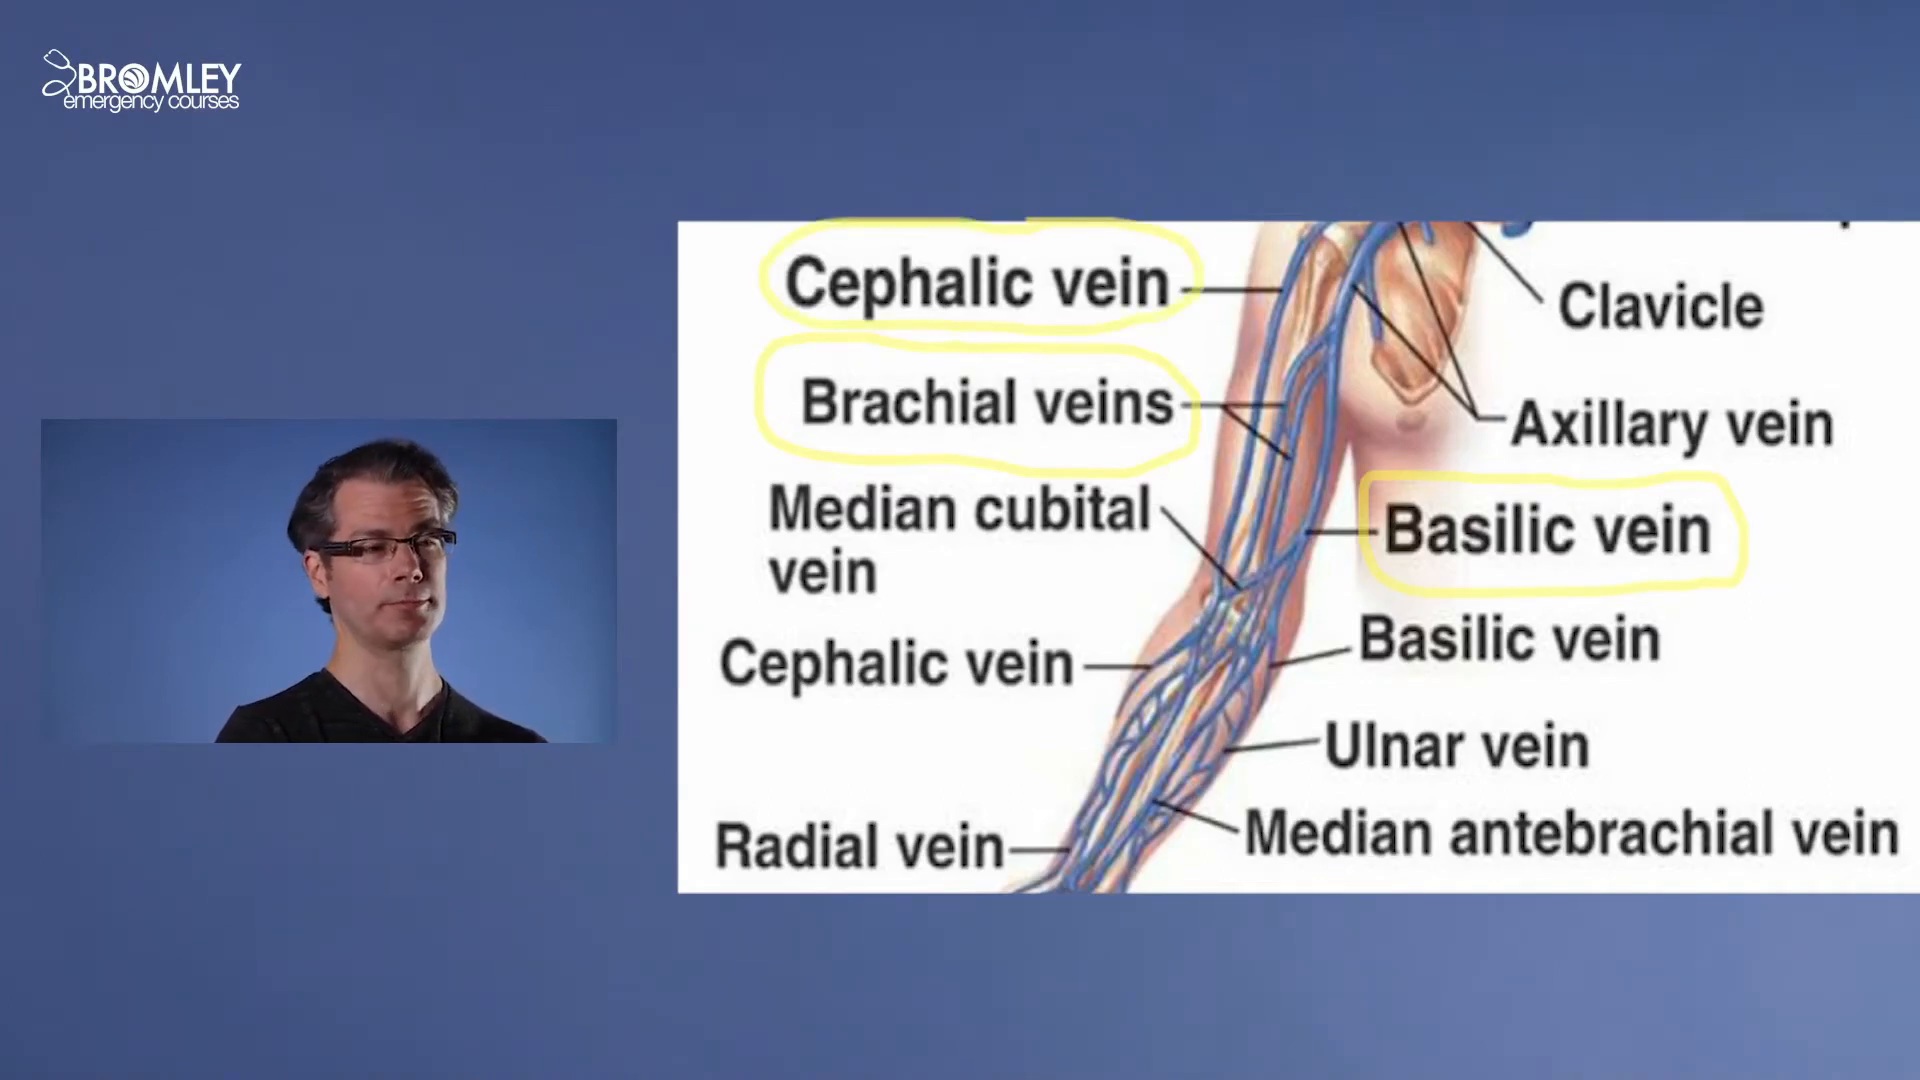 BROMLEY
emergency courses
Cephalic vein
Clavicle
Brachial veins
Axillary vein
Median cubital
vein
Basilic vein
Basilic vein
Cephalic vein
Ulnar vein
Median antebrachial vein
Radial vein